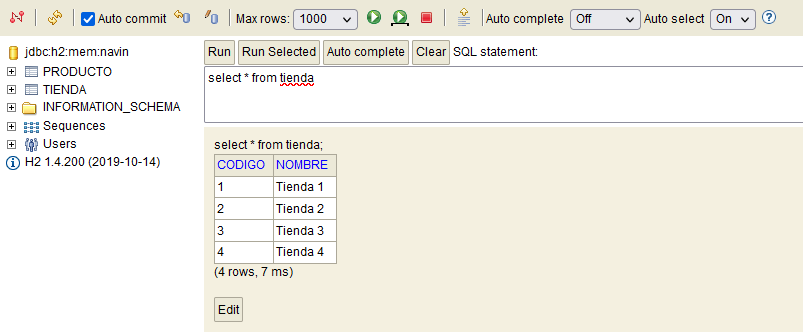 Auto commit Max rows: 1000 Auto complete Off Auto select On
jdbc:h2:mem:navin
PRODUCTO
TIENDA
INFORMATION_SCHEMA
Sequences
Users
H2 1.4.200 (2019-10-14)
Run Run Selected Auto complete Clear SQL statement:
select * from tienda
select * from tienda;
CODIGO NOMBRE
1 Tienda 1
2 Tienda 2
3 Tienda 3
4 Tienda 4
(4 rows, 7 ms)
Edit